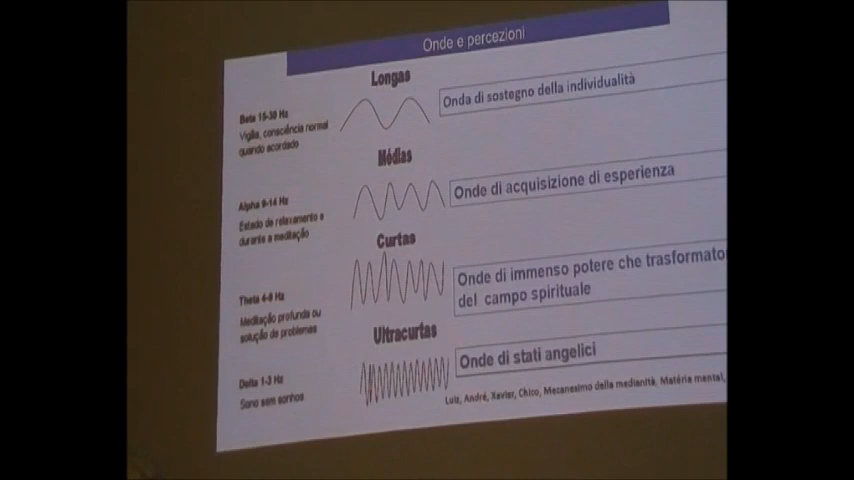 Onde e percezioni
Longas
Beta 15-30 Hz
Vigília, consciência normal
quando acordado
Onda di sostegno della individualità
Médias
Alpha 9-14 Hz
Estado de relaxamento e
durante a meditação
Onde di acquisizione di esperienza
Curtas
Theta 4-8 Hz
Meditação profunda ou
solução de problemas
Onde di immenso potere che trasformato
del campo spirituale
Ultracurtas
Delta 1-3 Hz
Sono sem sonhos
Onde di stati angelici
Luiz, André, Xavier, Chico, Mecanesimo della medianità, Matéria mental,